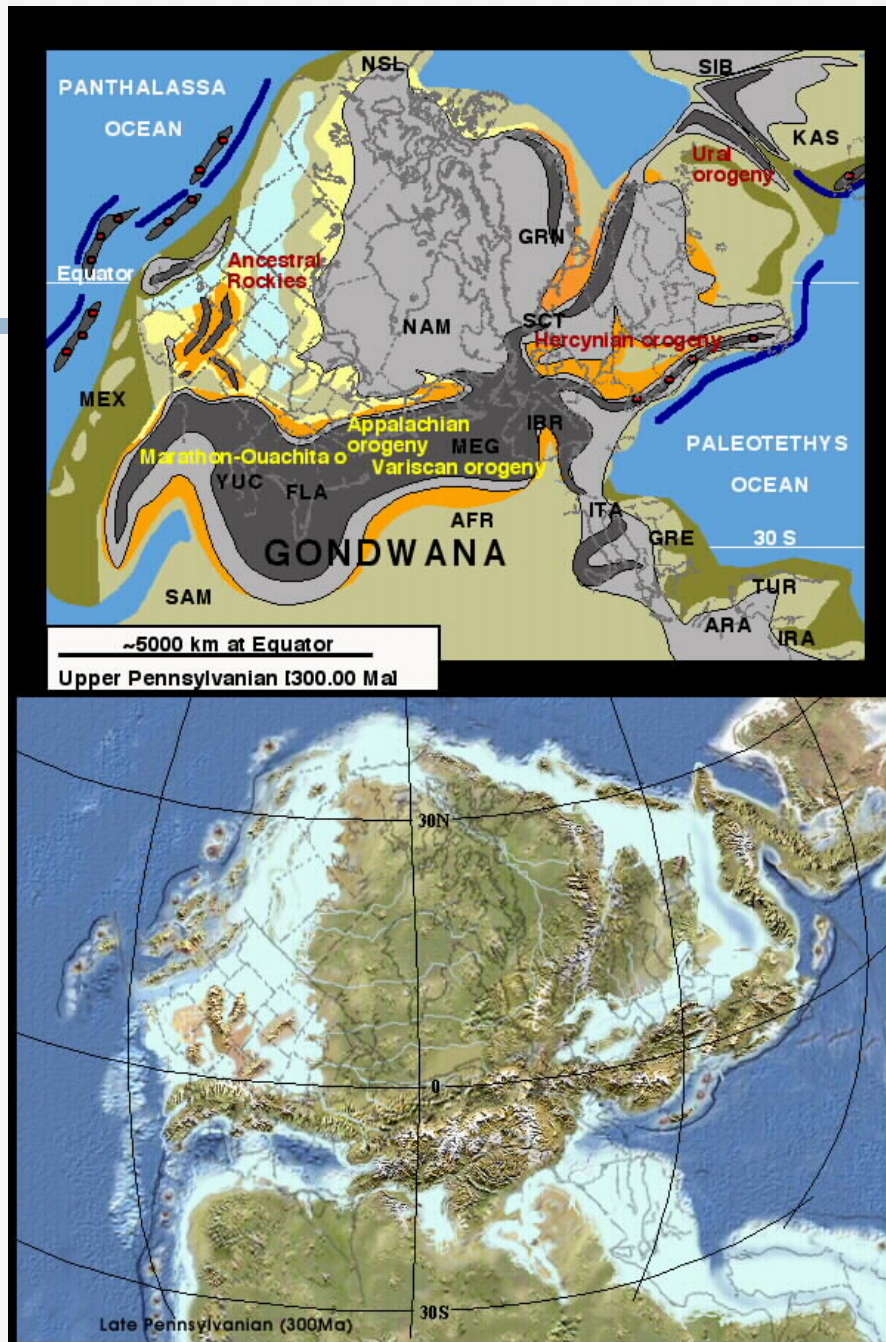 NSL
SIB
PANTHALASSA
OCEAN
KAS
Ural
orogeny
GRN
Ancestral
Rockies
Equator
SCT
NAM
Hercynian orogeny
MEX
Appalachian
orogeny
IBR
MEG
PALEOTETHYS
OCEAN
Marathon-Ouachita o
Variscan orogeny
YUC
FLA
ITA
AFR
GRE
30 S
GONDWANA
TUR
SAM
ARA
IRA
~5000 km at Equator
Upper Pennsylvanian [300.00 Ma]
30N
0
30S
Late Pennsylvanian (300Ma)